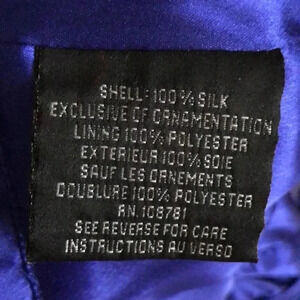 SHELL: 100% SILK
EXCLUSIVE OF ORNAMENTATION
LINING 100% POLYESTER
EXTERIEUR 100% SOIE
SAUF LES ORNEMENTS
DOUBLURE 100% POLYESTER
RN. 108781
SEE REVERSE FOR CARE
INSTRUCTIONS AU VERSO